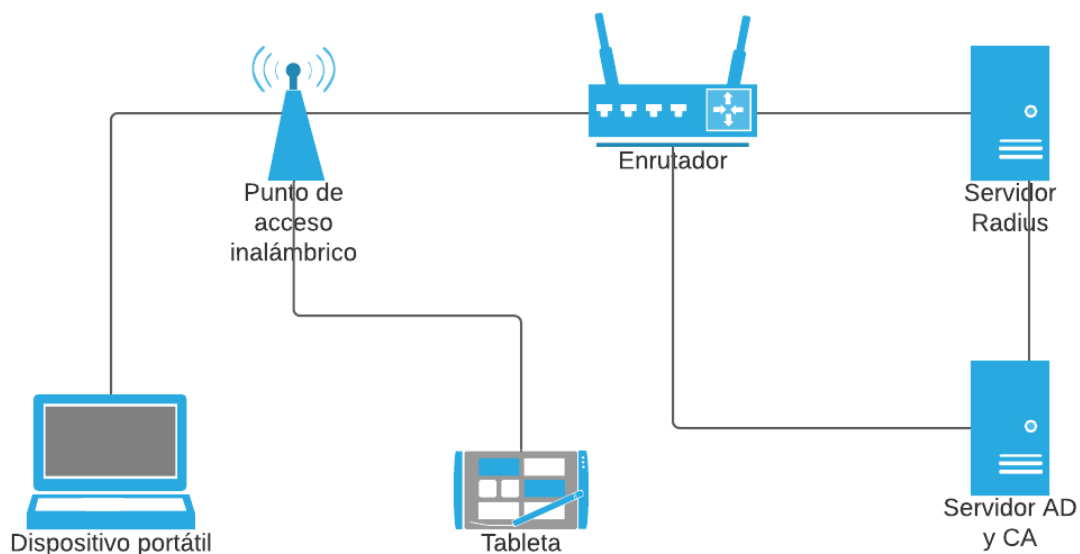 Punto de
acceso
inalámbrico
Enrutador
Servidor
Radius
Dispositivo portátil
Tableta
Servidor AD
y CA